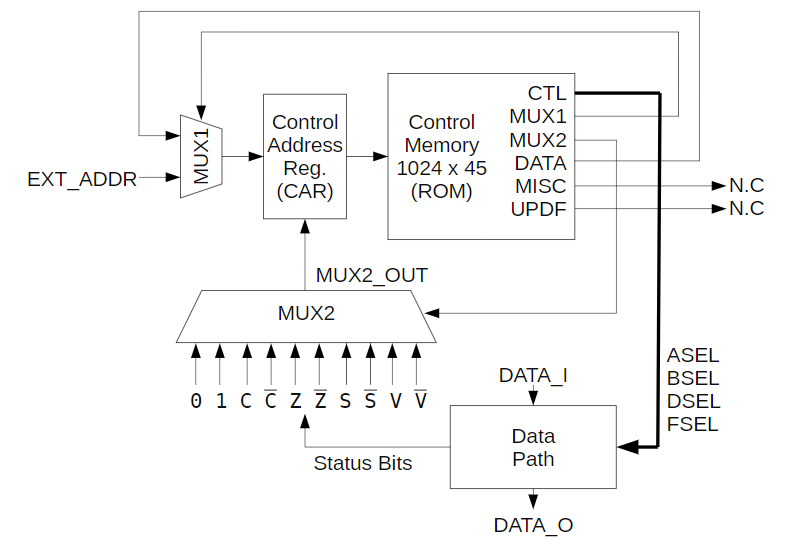 CTL
MUX1
MUX2
DATA
MISC
UPDF
Control
Memory
1024 x 45
(ROM)
Control
Address
Reg.
(CAR)
MUX1
EXT_ADDR
N.C
N.C
MUX2_OUT
MUX2
0 1 C C̅ Z Z̅ S S̅ V V̅
Status Bits
DATA_I
Data
Path
DATA_O
ASEL
BSEL
DSEL
FSEL